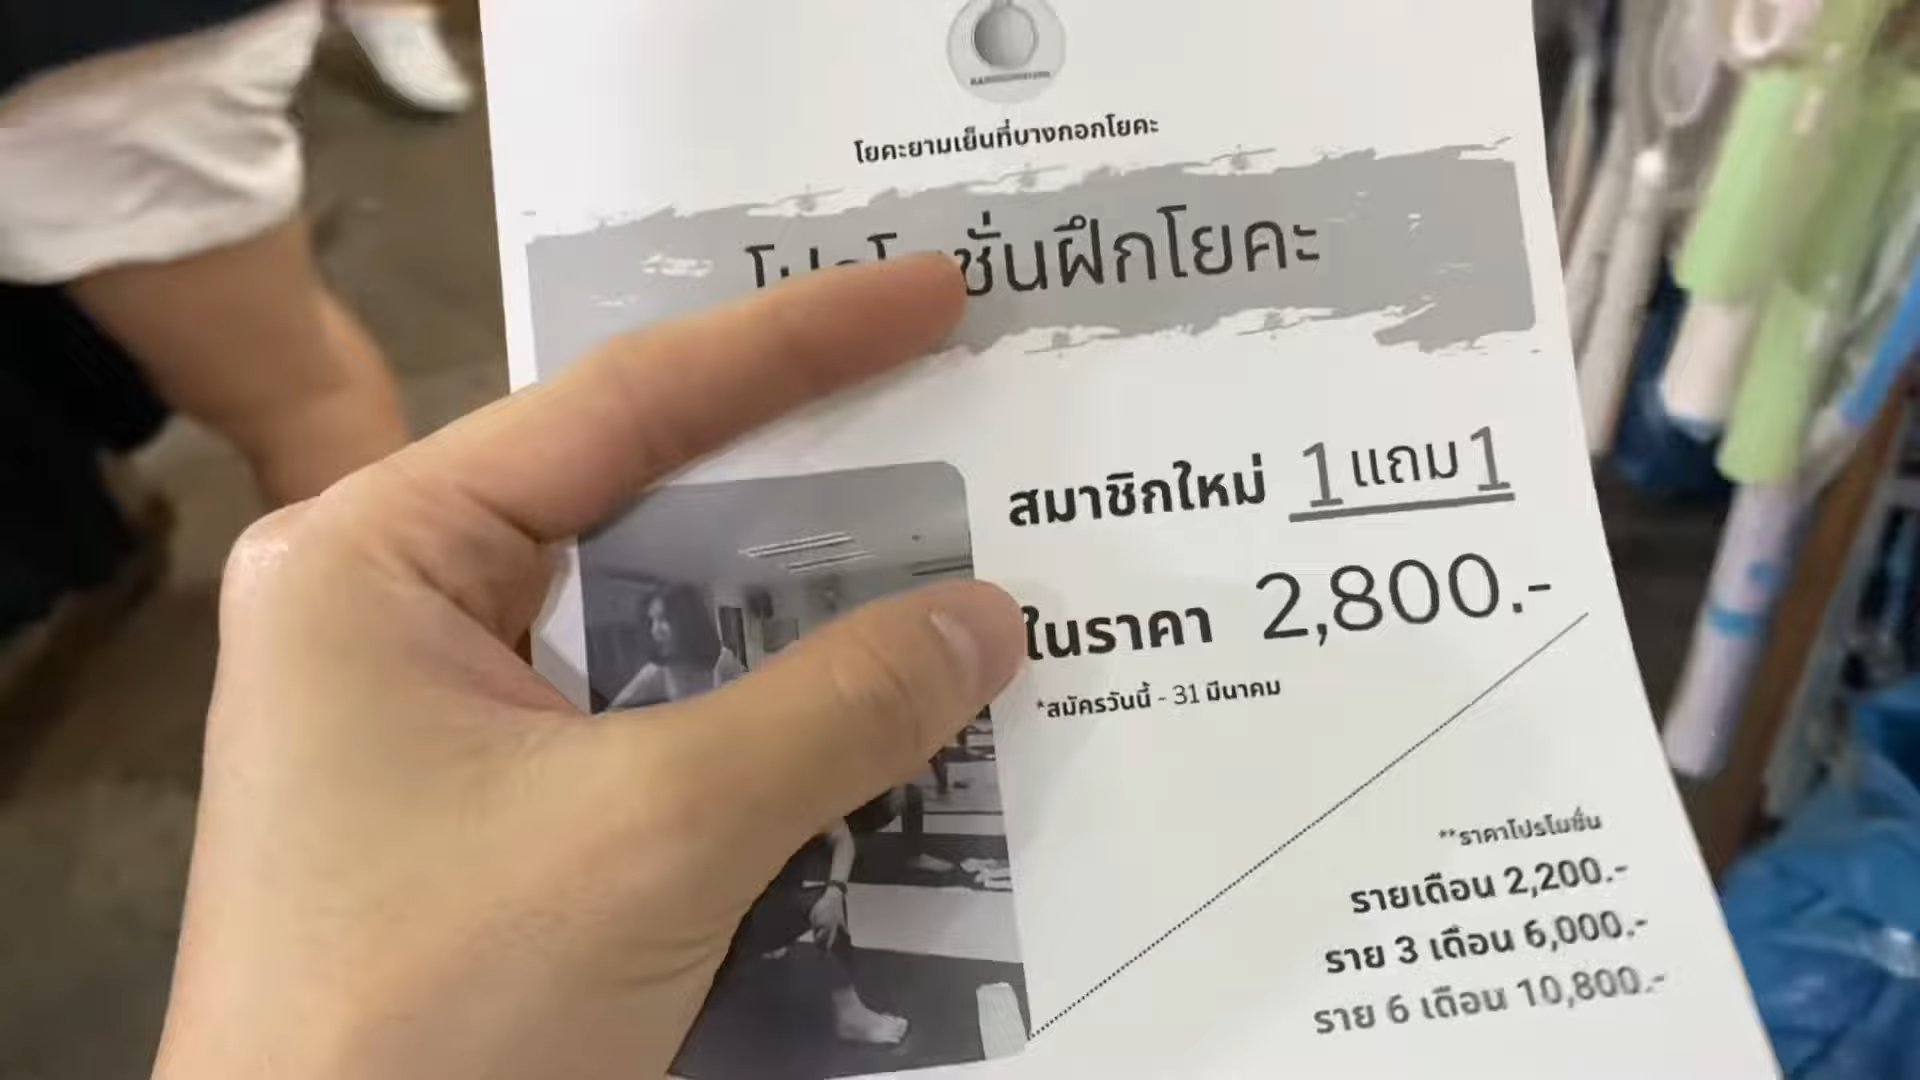 โยคะยามเย็นที่บางกอกโยคะ
ชั่นฝึกโยคะ
สมาชิกใหม่ 1 แถม 1
ในราคา 2,800.-
*สมัครวันนี้ - 31 มีนาคม
**ราคาโปรโมชั่น
รายเดือน 2,200.-
ราย 3 เดือน 6,000.-
ราย 6 เดือน 10,800.-